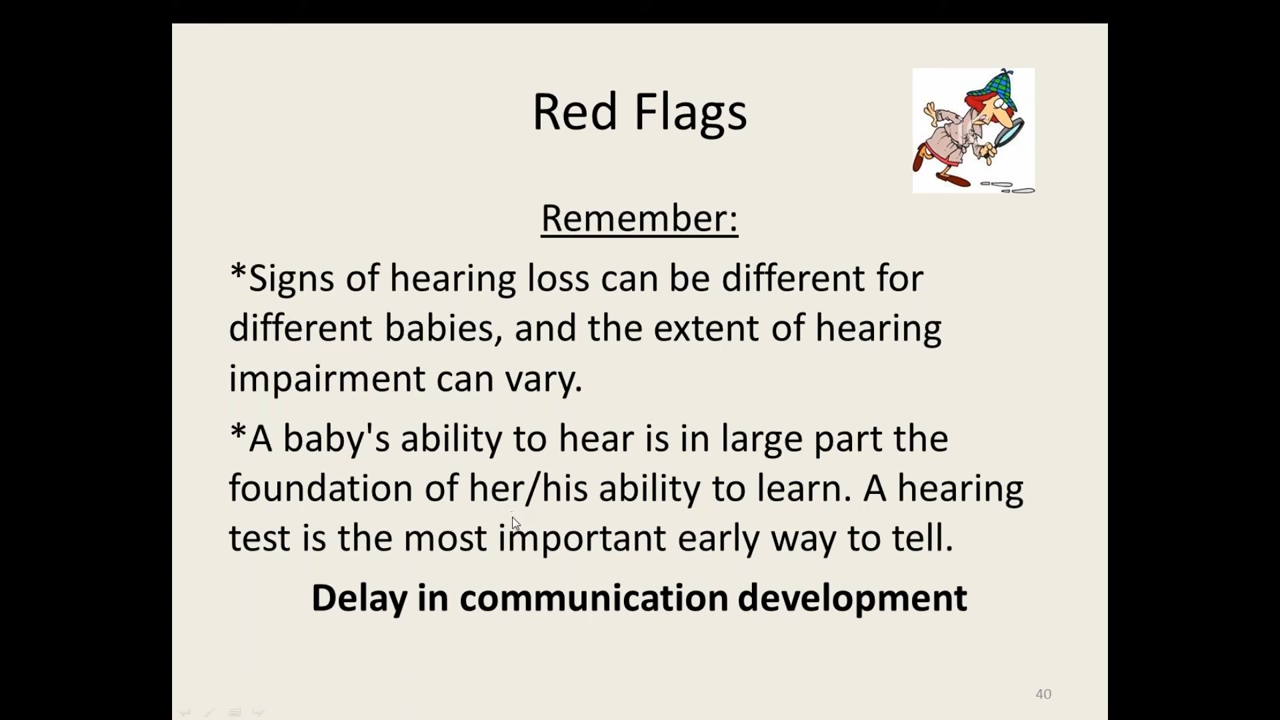 Red Flags
Remember:
*Signs of hearing loss can be different for
different babies, and the extent of hearing
impairment can vary.
*A baby's ability to hear is in large part the
foundation of her/his ability to learn. A hearing
test is the most important early way to tell.
Delay in communication development
40